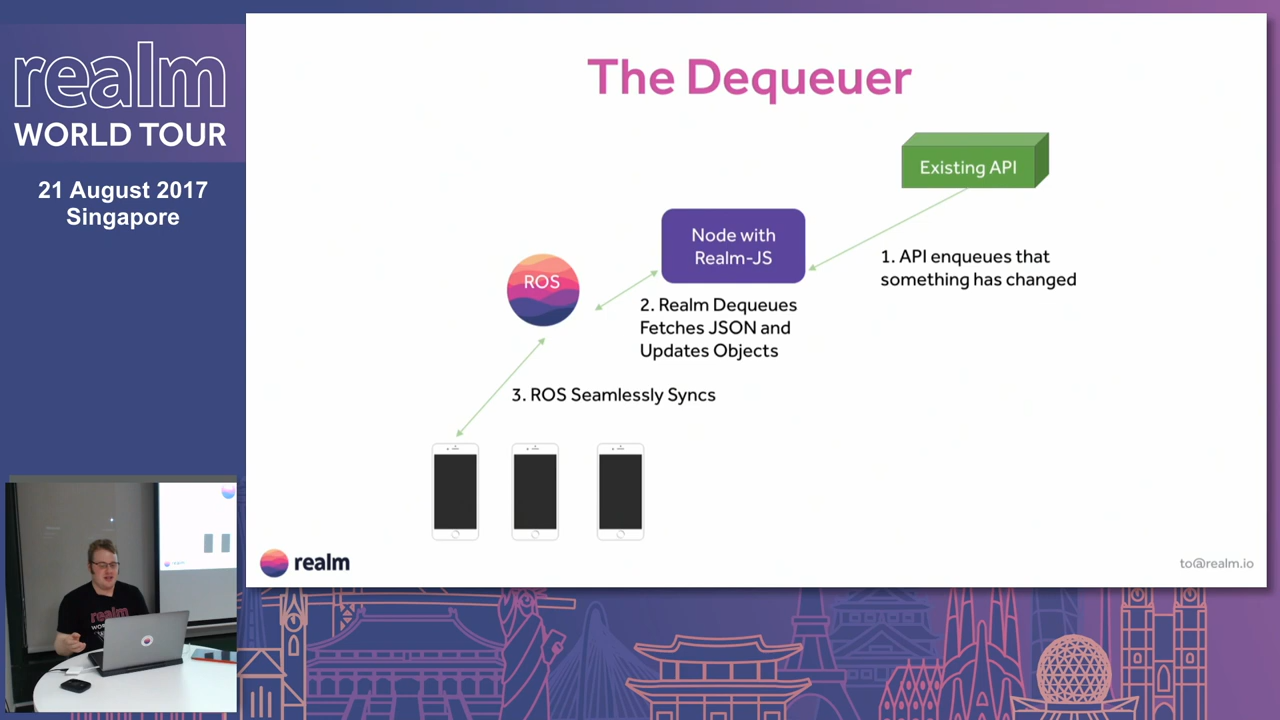 realm
WORLD TOUR
21 August 2017
Singapore
The Dequeuer
Existing API
Node with
Realm-JS
ROS
1. API enqueues that
something has changed
2. Realm Dequeues
Fetches JSON and
Updates Objects
3. ROS Seamlessly Syncs
realm
to@realm.io
realm